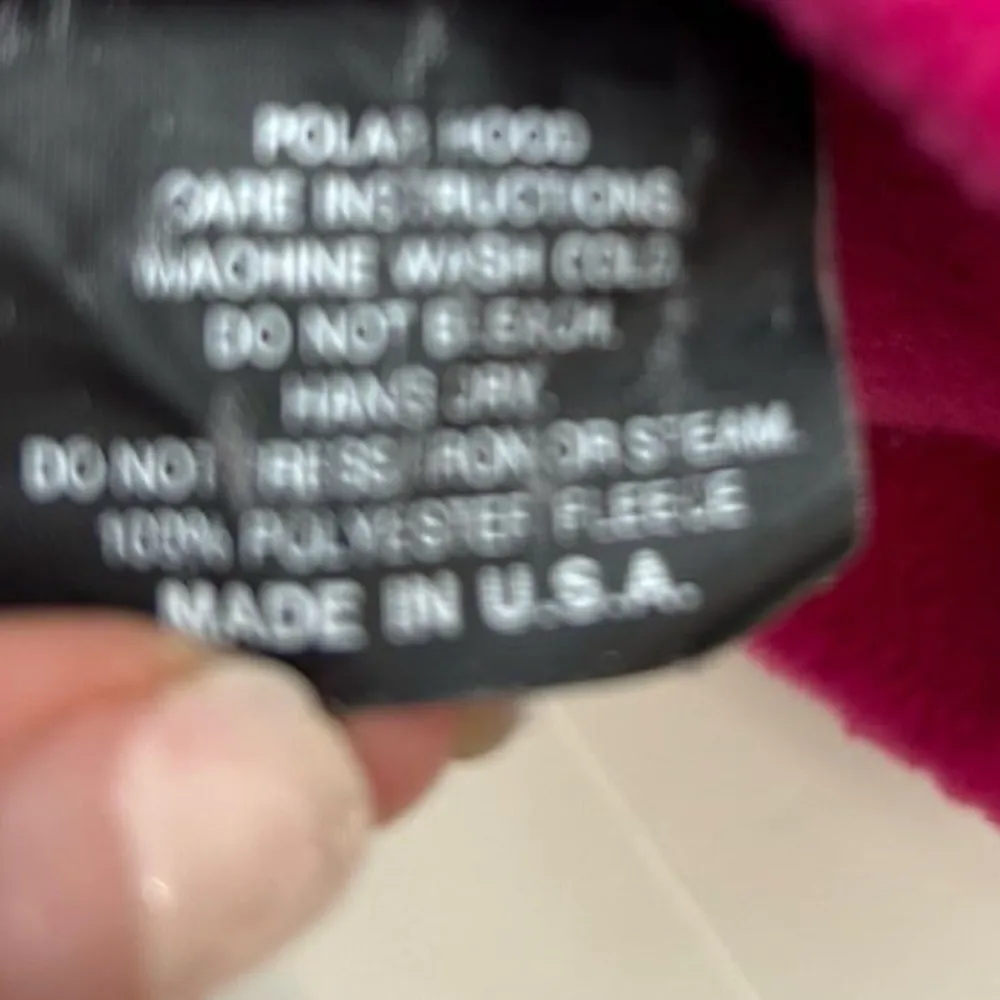 POLAR HOOD
CARE INSTRUCTIONS
MACHINE WASH COLD
DO NOT BLEACH.
HANG DRY.
DO NOT PRESS IRON OR STEAM.
100% POLYESTER FLEECE
MADE IN U.S.A.